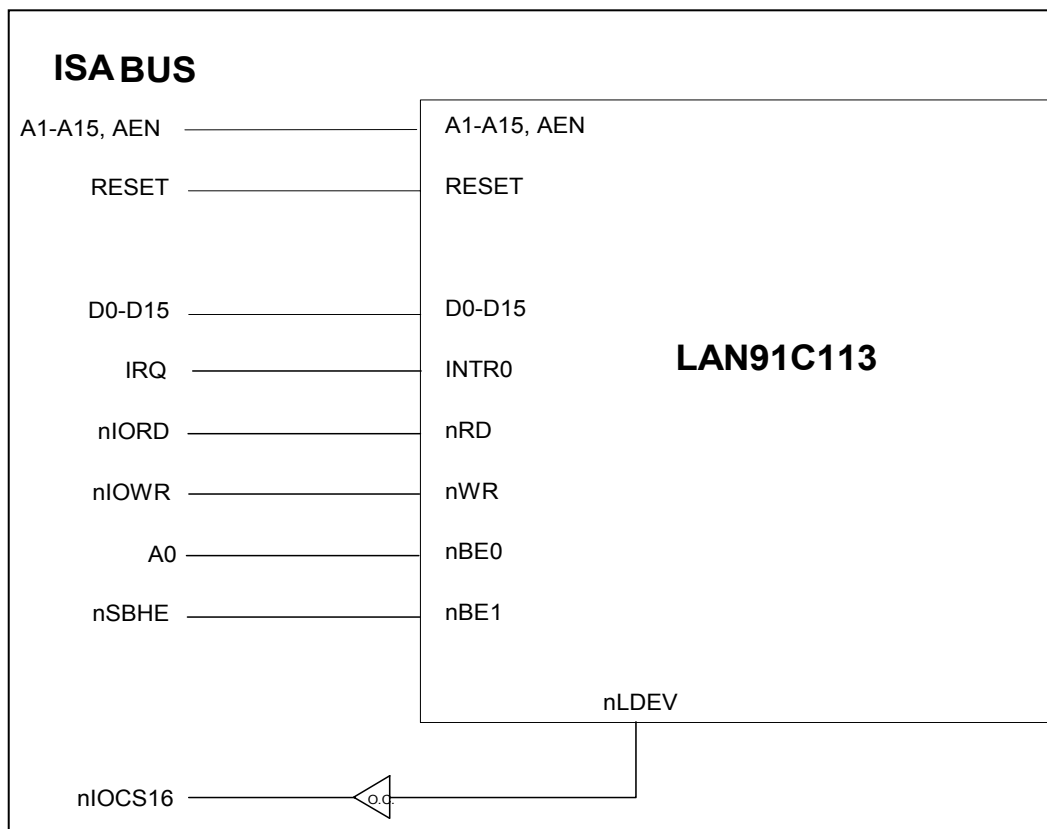 ISA BUS
A1-A15, AEN A1-A15, AEN
RESET RESET
D0-D15 D0-D15
LAN91C113
IRQ INTR0
nIORD nRD
nIOWR nWR
A0 nBE0
nSBHE nBE1
nLDEV
nIOCS16 O.C.